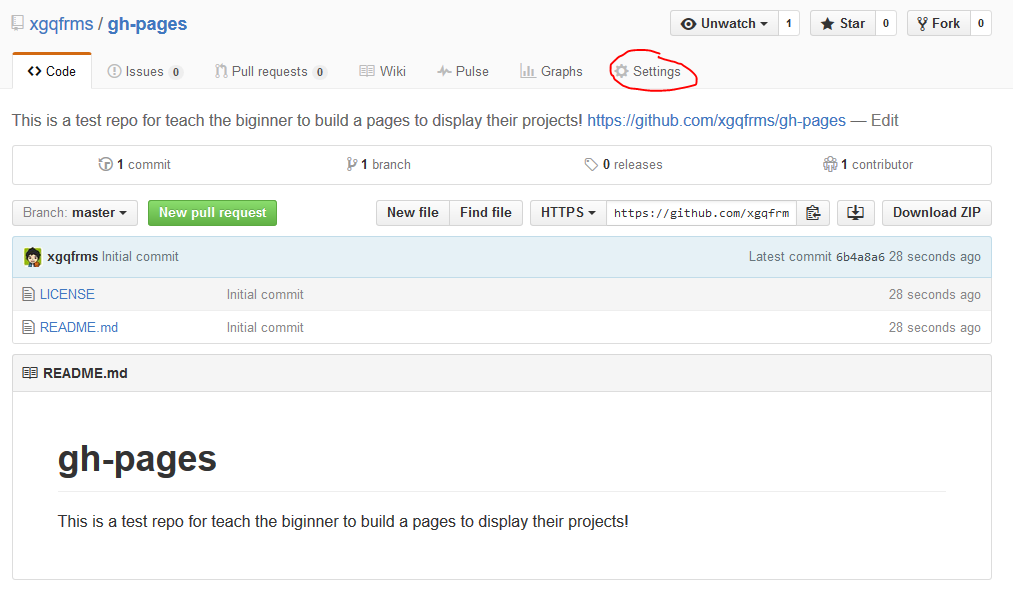 xgqfrms / gh-pages
Unwatch 1 Star 0 Fork 0
Code Issues 0 Pull requests 0 Wiki Pulse Graphs Settings
This is a test repo for teach the biginner to build a pages to display their projects! https://github.com/xgqfrms/gh-pages — Edit
1 commit 1 branch 0 releases 1 contributor
Branch: master New pull request New file Find file HTTPS https://github.com/xgqfrm Download ZIP
xgqfrms Initial commit Latest commit 6b4a8a6 28 seconds ago
LICENSE Initial commit 28 seconds ago
README.md Initial commit 28 seconds ago
README.md
gh-pages
This is a test repo for teach the biginner to build a pages to display their projects!